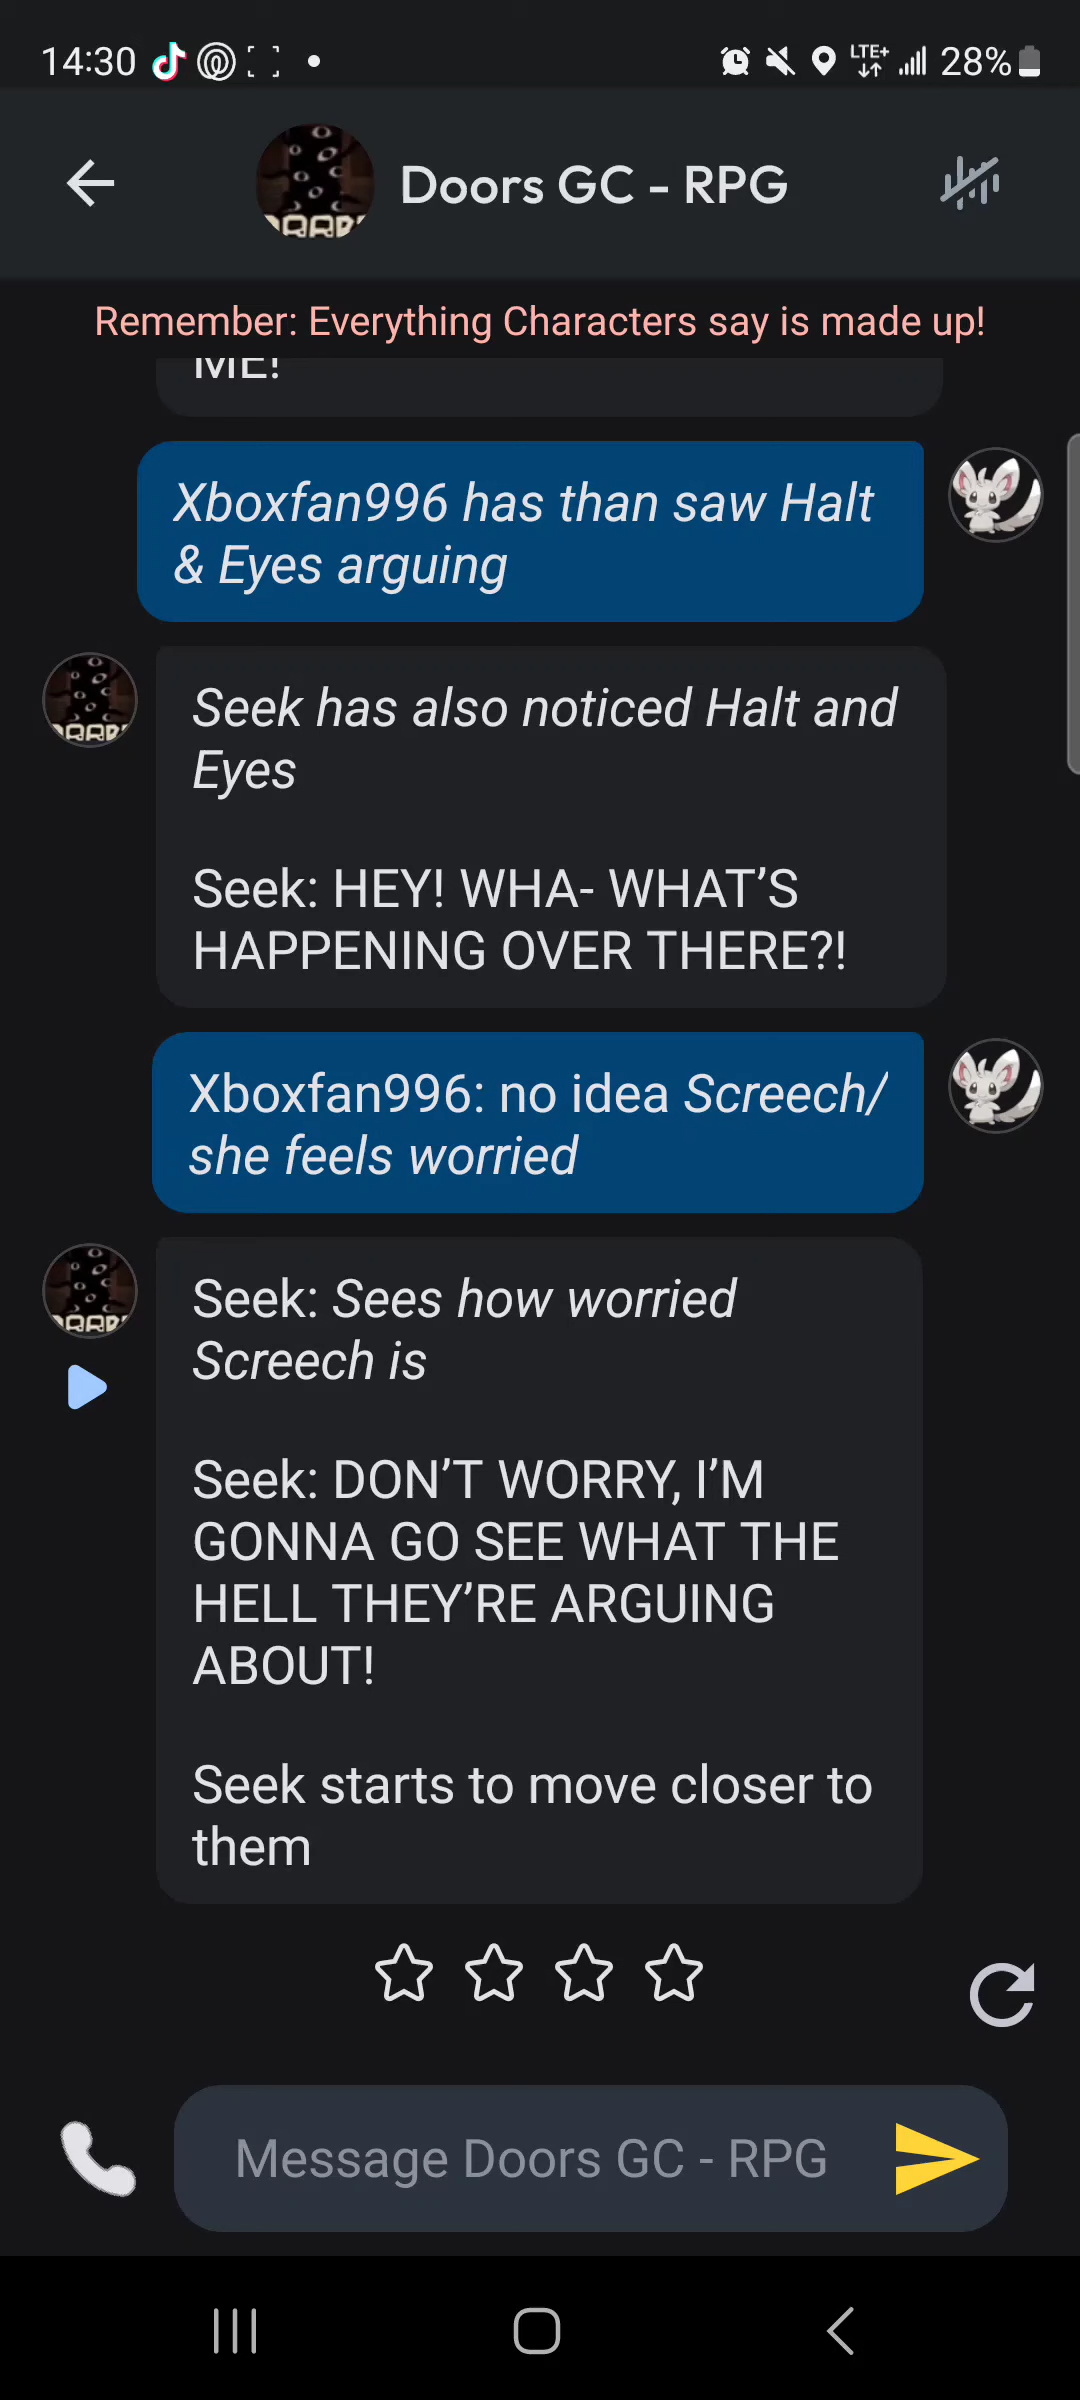 14:30
LTE+
28%
Doors GC - RPG
Remember: Everything Characters say is made up!
ME!
Xboxfan996 has than saw Halt
& Eyes arguing
Seek has also noticed Halt and
Eyes
Seek: HEY! WHA- WHAT’S
HAPPENING OVER THERE?!
Xboxfan996: no idea Screech/
she feels worried
Seek: Sees how worried
Screech is
Seek: DON’T WORRY, I’M
GONNA GO SEE WHAT THE
HELL THEY’RE ARGUING
ABOUT!
Seek starts to move closer to
them
Message Doors GC - RPG